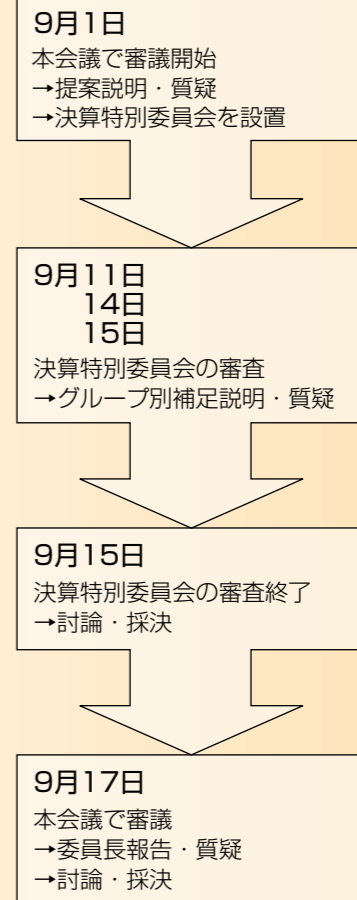 9月1日
本会議で審議開始
→提案説明・質疑
→決算特別委員会を設置
9月11日
14日
15日
決算特別委員会の審査
→グループ別補足説明・質疑
9月15日
決算特別委員会の審査終了
→討論・採決
9月17日
本会議で審議
→委員長報告・質疑
→討論・採決